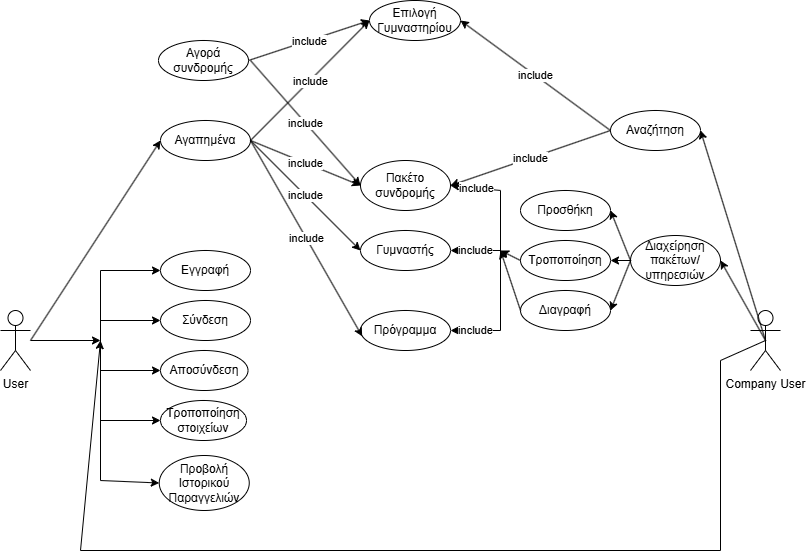 Επιλογή
Γυμναστηρίου
include
Αγορά
συνδρομής
include
include
include
Αναζήτηση
Αγαπημένα
include
include
Πακέτο
συνδρομής
include
include
Προσθήκη
include
Γυμναστής
include
Τροποποίηση
Διαχείρηση
πακέτων/
υπηρεσιών
Εγγραφή
Διαγραφή
Σύνδεση
Πρόγραμμα
include
Αποσύνδεση
User
Company User
Τροποποίηση
στοιχείων
Προβολή
Ιστορικού
Παραγγελιών